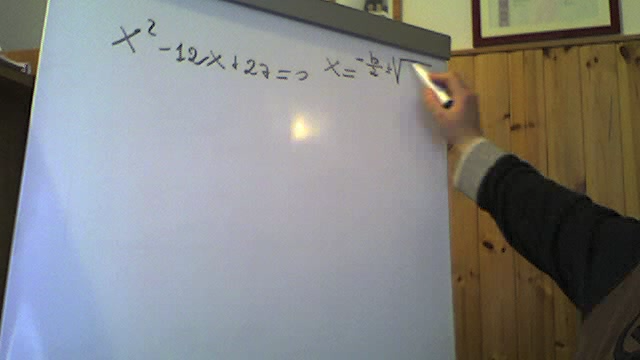 x² - 12x + 27 = 0 x = -b/2 ± √